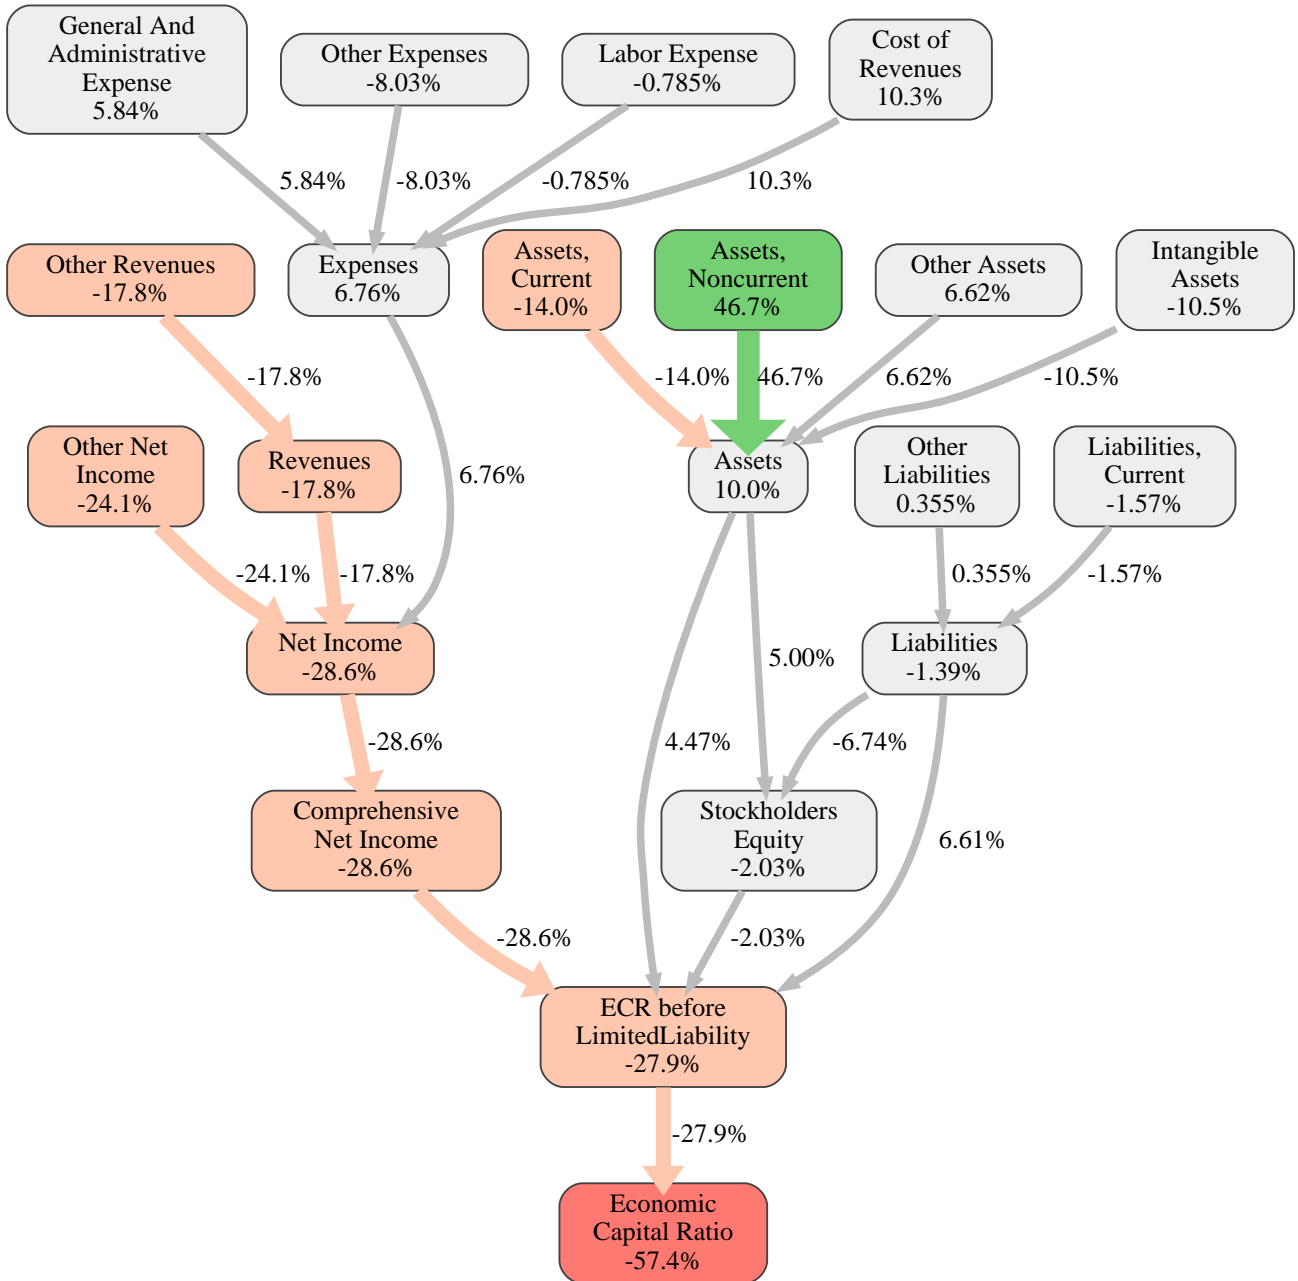 General And
Administrative
Expense
5.84%
Other Expenses
-8.03%
Labor Expense
-0.785%
Cost of
Revenues
10.3%
5.84%
-8.03%
-0.785%
10.3%
Other Revenues
-17.8%
Expenses
6.76%
Assets,
Current
-14.0%
Assets,
Noncurrent
46.7%
Other Assets
6.62%
Intangible
Assets
-10.5%
-17.8%
-14.0%
46.7%
6.62%
-10.5%
Other Net
Income
-24.1%
Revenues
-17.8%
6.76%
Assets
10.0%
Other
Liabilities
0.355%
Liabilities,
Current
-1.57%
-24.1%
-17.8%
0.355%
-1.57%
Net Income
-28.6%
5.00%
Liabilities
-1.39%
-28.6%
4.47%
-6.74%
Comprehensive
Net Income
-28.6%
Stockholders
Equity
-2.03%
6.61%
-28.6%
-2.03%
ECR before
LimitedLiability
-27.9%
-27.9%
Economic
Capital Ratio
-57.4%